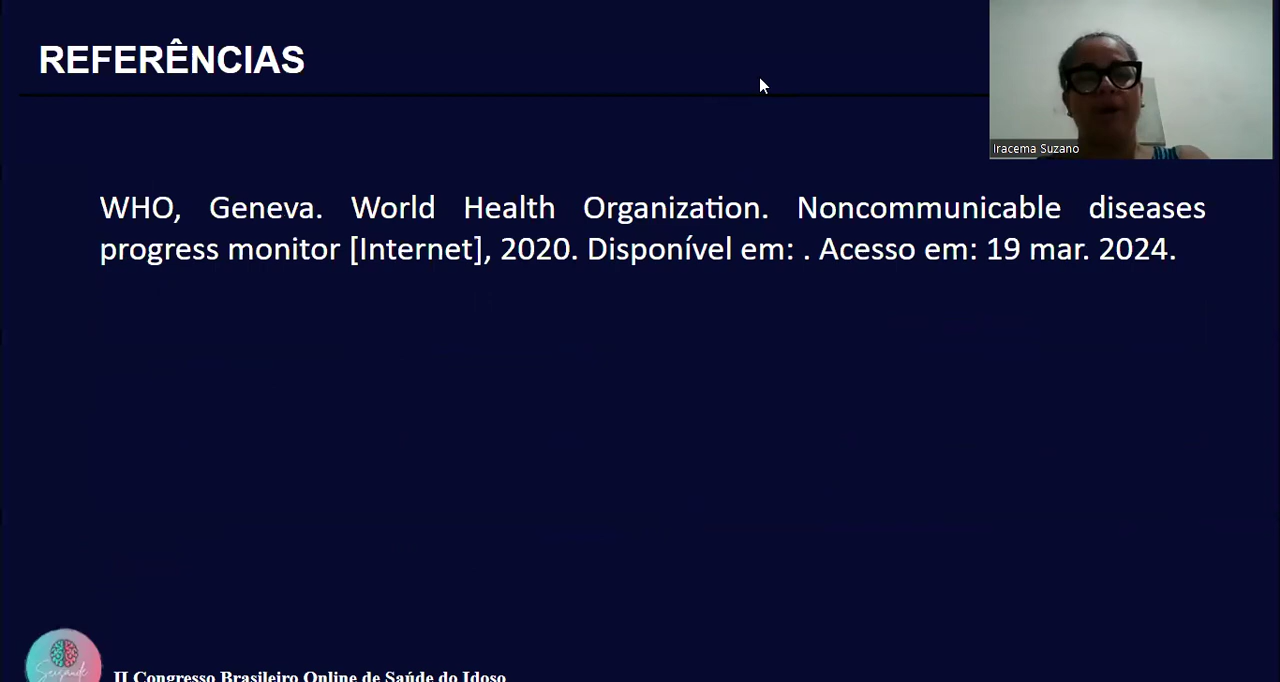 REFERÊNCIAS
Iracema Suzano
WHO, Geneva. World Health Organization. Noncommunicable diseases
progress monitor [Internet], 2020. Disponível em: . Acesso em: 19 mar. 2024.
II Congresso Brasileiro Online de Saúde do Idoso